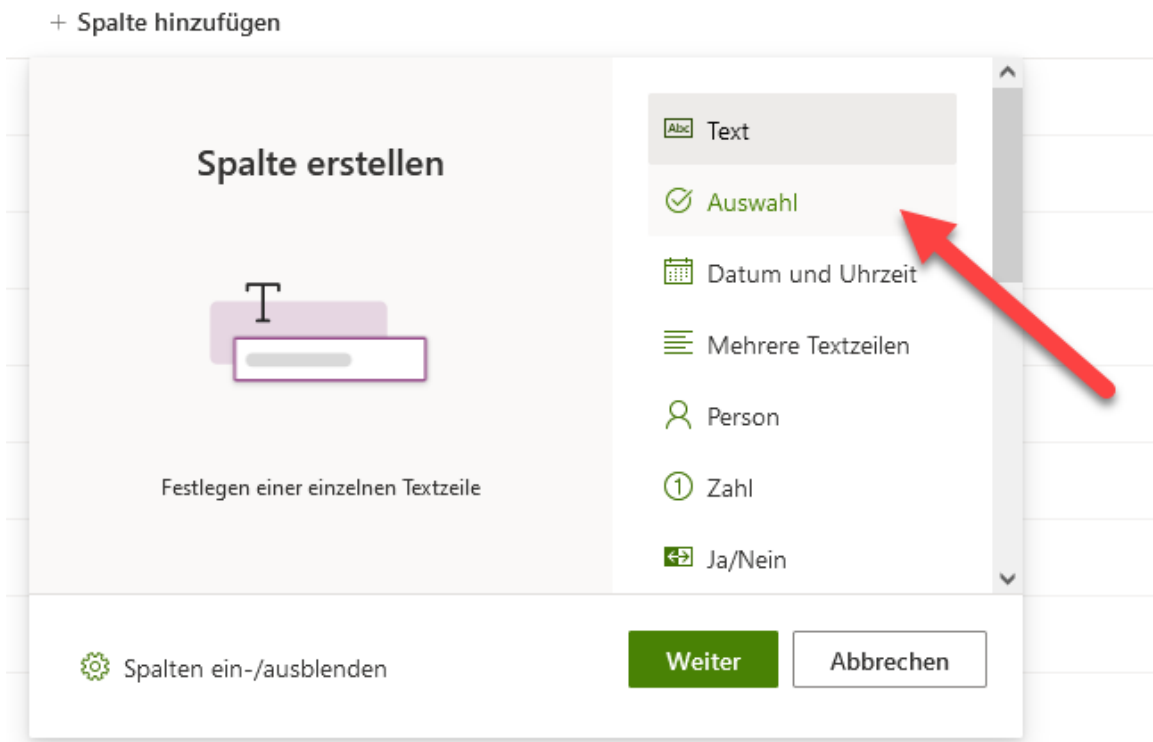 + Spalte hinzufügen
Spalte erstellen
T
Festlegen einer einzelnen Textzeile
Abc Text
Auswahl
Datum und Uhrzeit
Mehrere Textzeilen
Person
1 Zahl
Ja/Nein
Spalten ein-/ausblenden
Weiter
Abbrechen